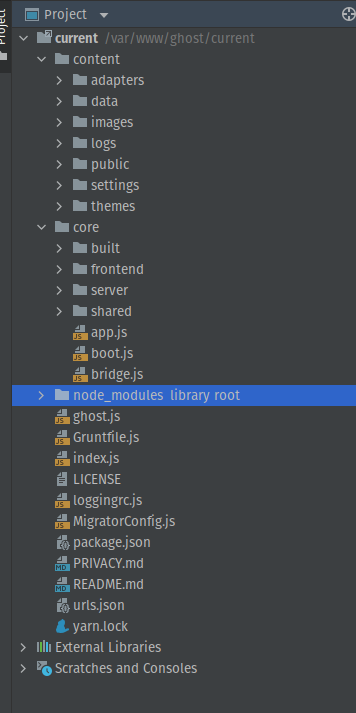 Project
Project
current /var/www/ghost/current
content
adapters
data
images
logs
public
settings
themes
core
built
frontend
server
shared
app.js
boot.js
bridge.js
node_modules library root
ghost.js
Gruntfile.js
index.js
LICENSE
loggingrc.js
MigratorConfig.js
package.json
PRIVACY.md
README.md
urls.json
yarn.lock
External Libraries
Scratches and Consoles